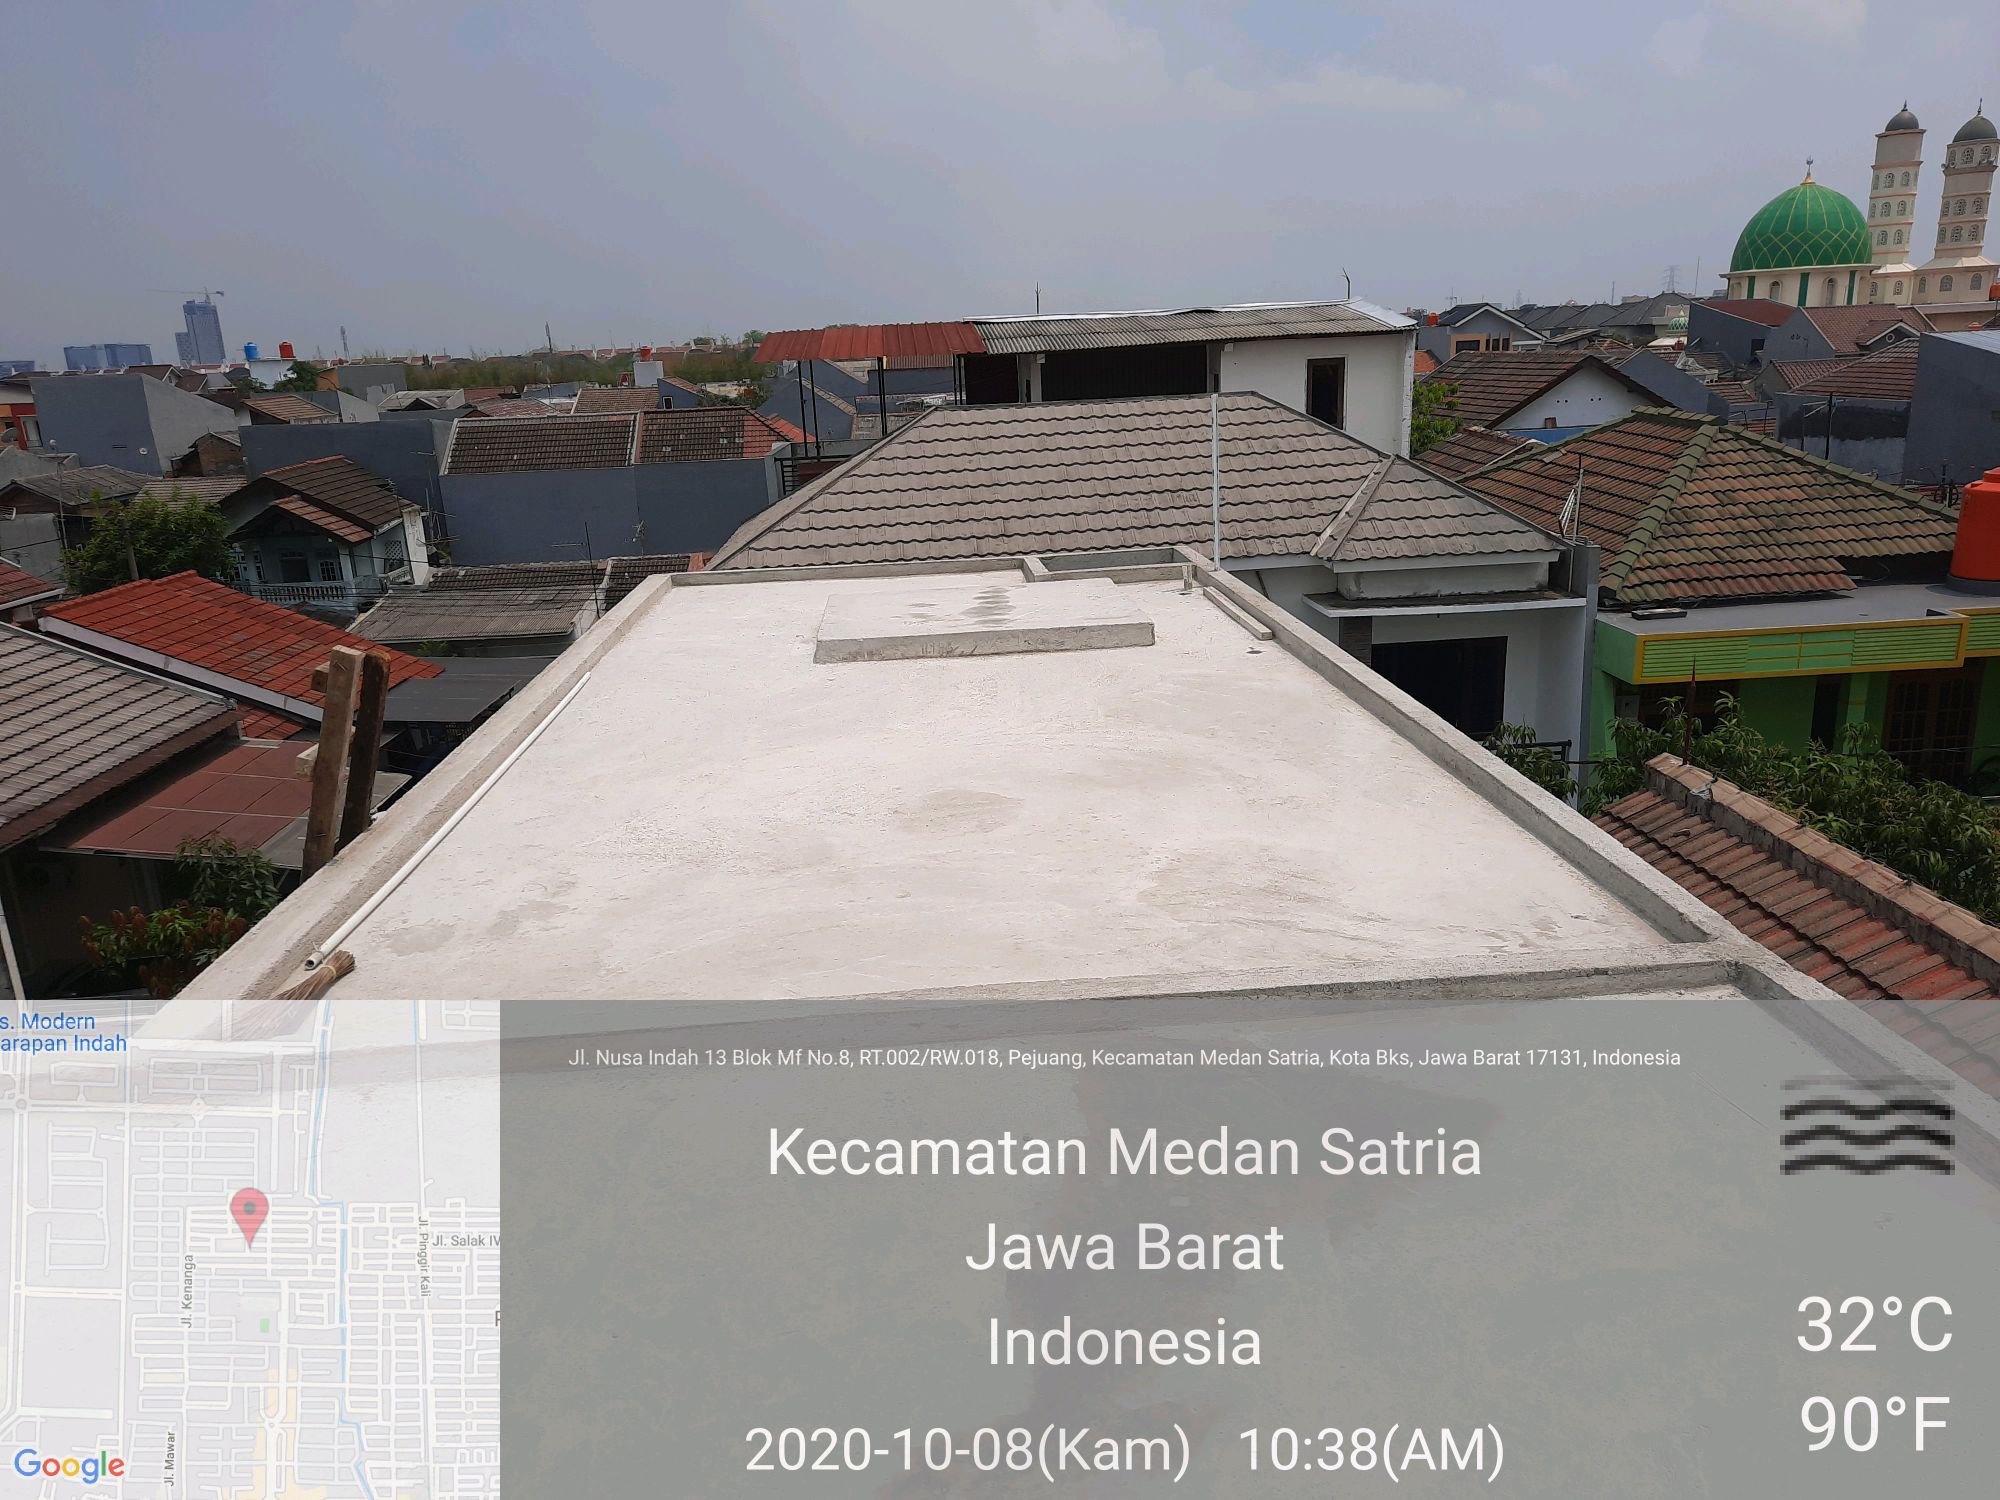 s. Modern
arapan Indah
Jl. Nusa Indah 13 Blok Mf No.8, RT.002/RW.018, Pejuang, Kecamatan Medan Satria, Kota Bks, Jawa Barat 17131, Indonesia
Kecamatan Medan Satria
Jawa Barat
Indonesia
2020-10-08(Kam) 10:38(AM)
32°C
90°F
Jl. Salak IV
Jl. Pinggir Kali
Jl. Kenanga
Jl. Mawar
Google